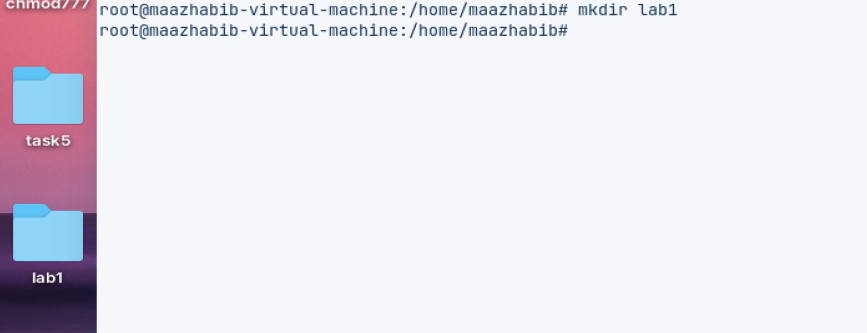 chmod777
root@maazhabib-virtual-machine:/home/maazhabib# mkdir lab1
root@maazhabib-virtual-machine:/home/maazhabib#
task5
lab1